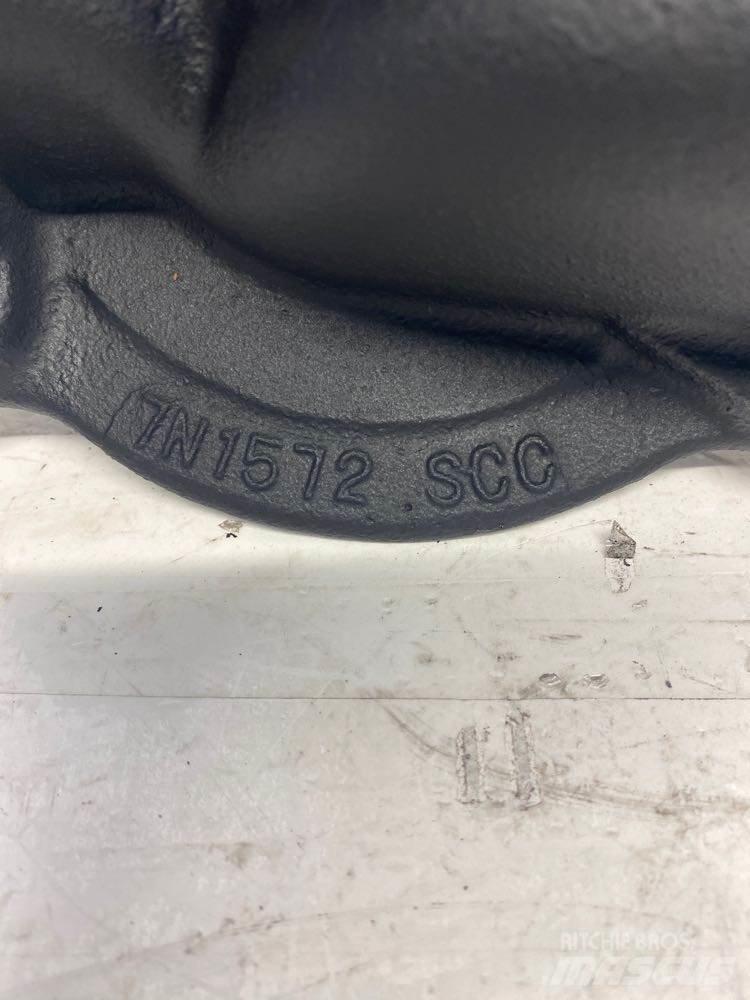 7N1572 SCC
RITCHIE BROS.
MASCUS